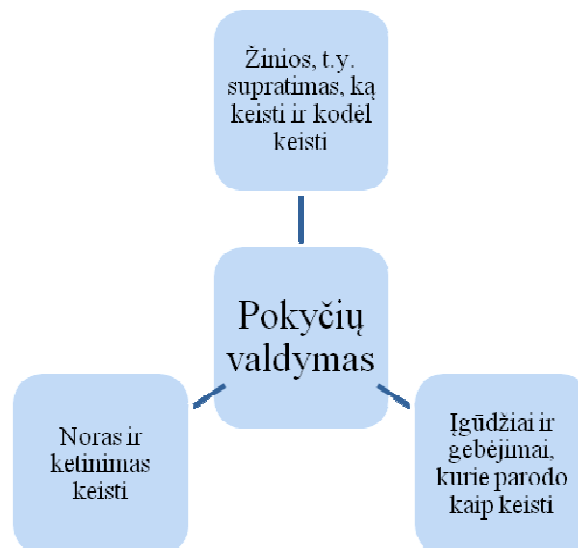 Žinios, t.y.
supratimas, ką
keisti ir kodėl
keisti
Pokyčių
valdymas
Noras ir
ketinimas
keisti
Įgūdžiai ir
gebėjimai,
kurie parodo
kaip keisti